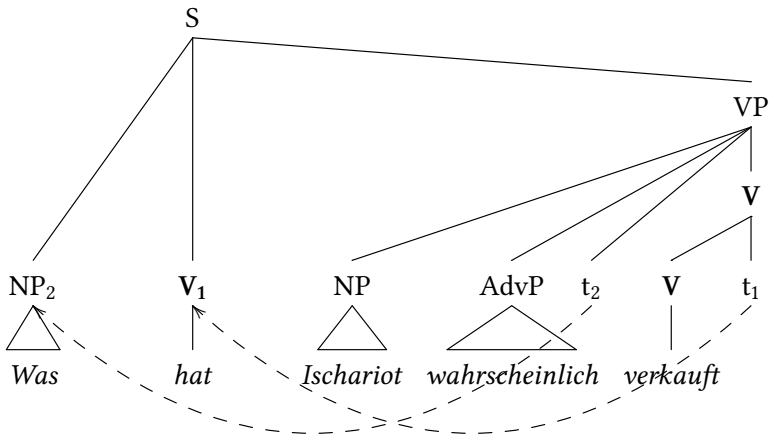 S
VP
V
NP₂ V₁ NP AdvP t₂ V t₁
Was hat Ischariot wahrscheinlich verkauft